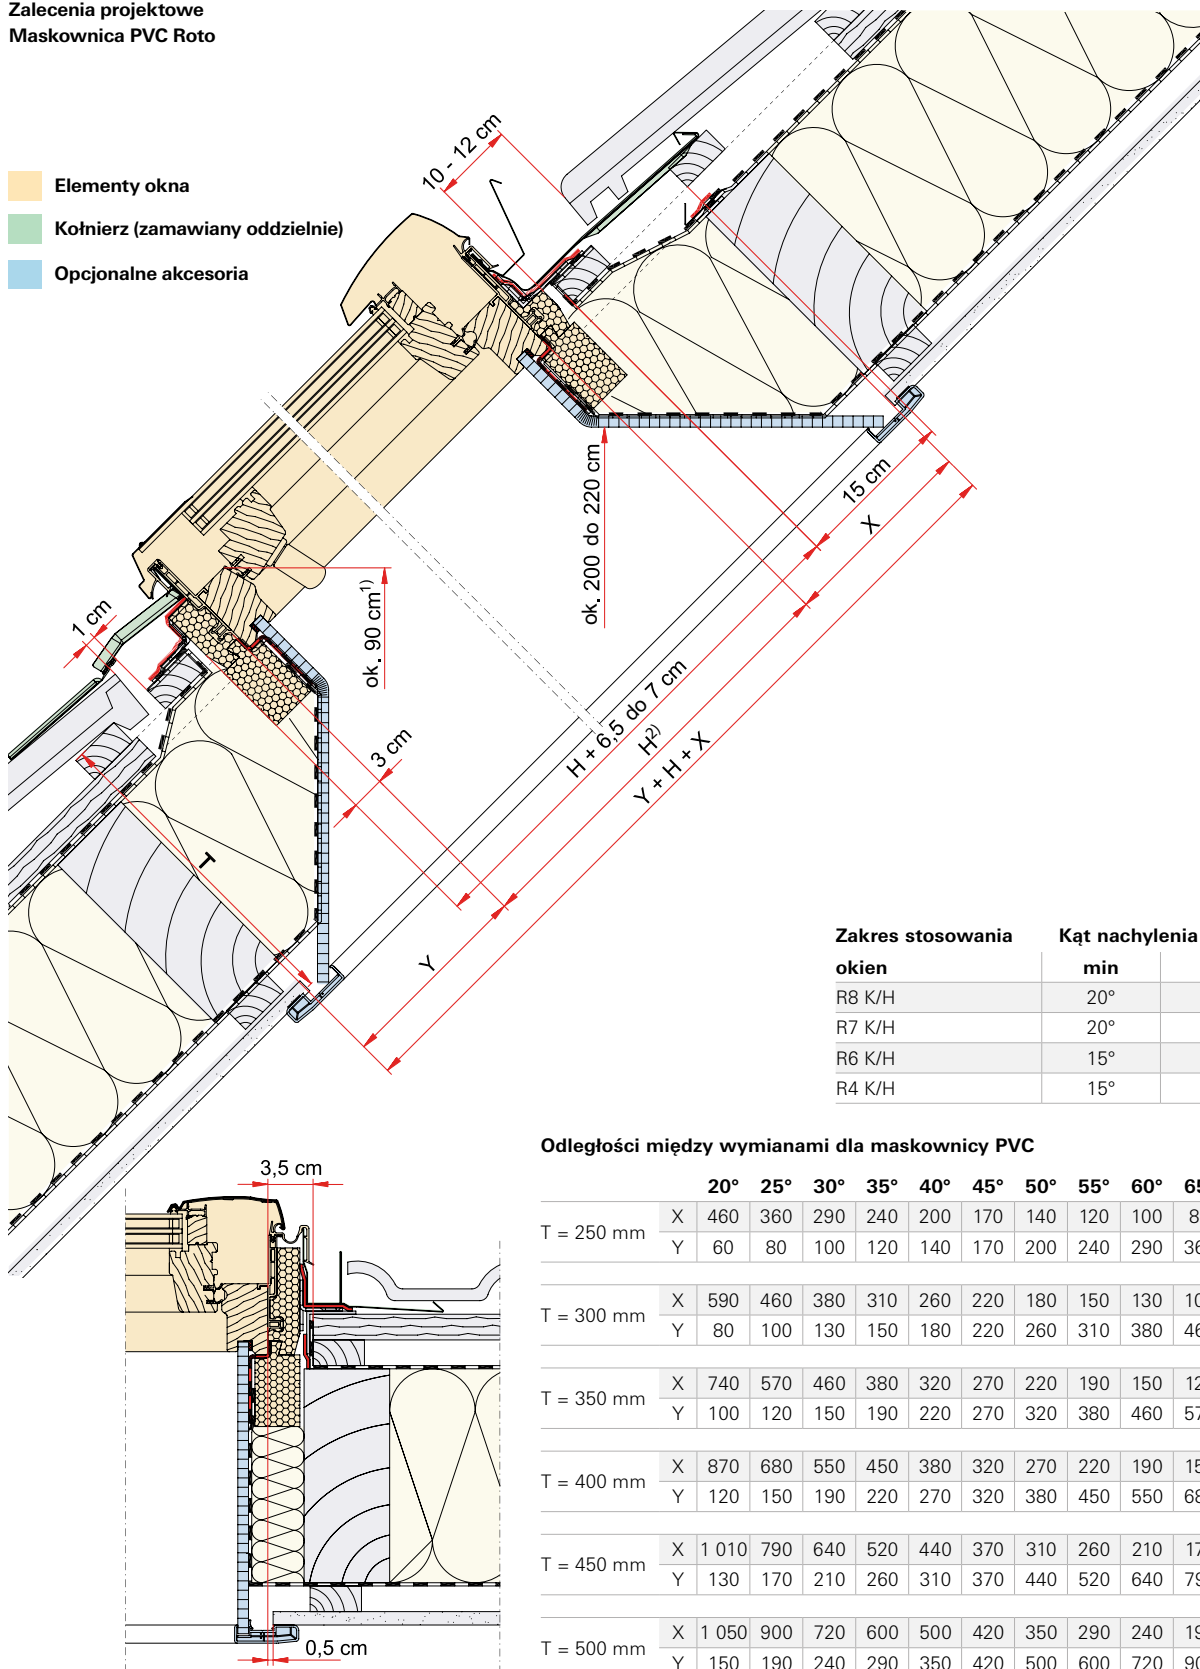 Zalecenia projektowe
Maskownica PVC Roto
Elementy okna
Kołnierz (zamawiany oddzielnie)
Opcjonalne akcesoria
10 - 12 cm
1 cm
ok. 90 cm¹⁾
ok. 200 do 220 cm
15 cm
X
3 cm
H + 6,5 do 7 cm
H²⁾
Y + H + X
T
Y
Zakres stosowania Kąt nachylenia
okien min
R8 K/H 20°
R7 K/H 20°
R6 K/H 15°
R4 K/H 15°
3,5 cm
0,5 cm
Odległości między wymianami dla maskownicy PVC
20° 25° 30° 35° 40° 45° 50° 55° 60°
T = 250 mm
X 460 360 290 240 200 170 140 120 100
Y 60 80 100 120 140 170 200 240 290
T = 300 mm
X 590 460 380 310 260 220 180 150 130
Y 80 100 130 150 180 220 260 310 380
T = 350 mm
X 740 570 460 380 320 270 220 190 150
Y 100 120 150 190 220 270 320 380 460
T = 400 mm
X 870 680 550 450 380 320 270 220 190
Y 120 150 190 220 270 320 380 450 550
T = 450 mm
X 1 010 790 640 520 440 370 310 260 210
Y 130 170 210 260 310 370 440 520 640
T = 500 mm
X 1 050 900 720 600 500 420 350 290 240
Y 150 190 240 290 350 420 500 600 720